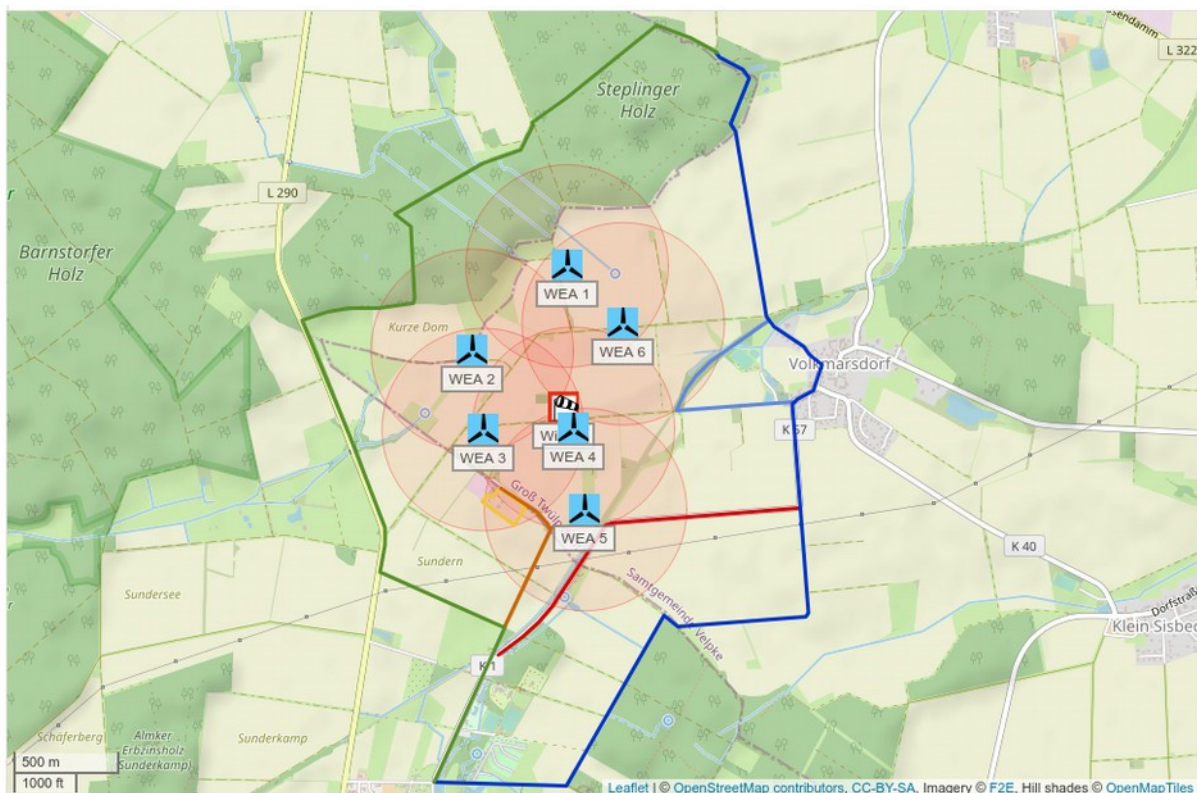 L 322
Steplinger
Holz
L 290
Barnstorfer
Holz
WEA 1
Kurze Dom
WEA 6
WEA 2
Volkmarsdorf
WEA 3
WEA 4
K 57
Groß Twülp
WEA 5
K 40
Sundern
Sundersee
Samtgemeinde Velpke
Dorfstraß
Klein Sisbec
K 1
Schäferberg
Almker
Erbzinsholz
(Sunderkamp)
Sunderkamp
500 m
1000 ft
Leaflet | © OpenStreetMap contributors, CC-BY-SA, Imagery © F2E, Hill shades © OpenMapTiles